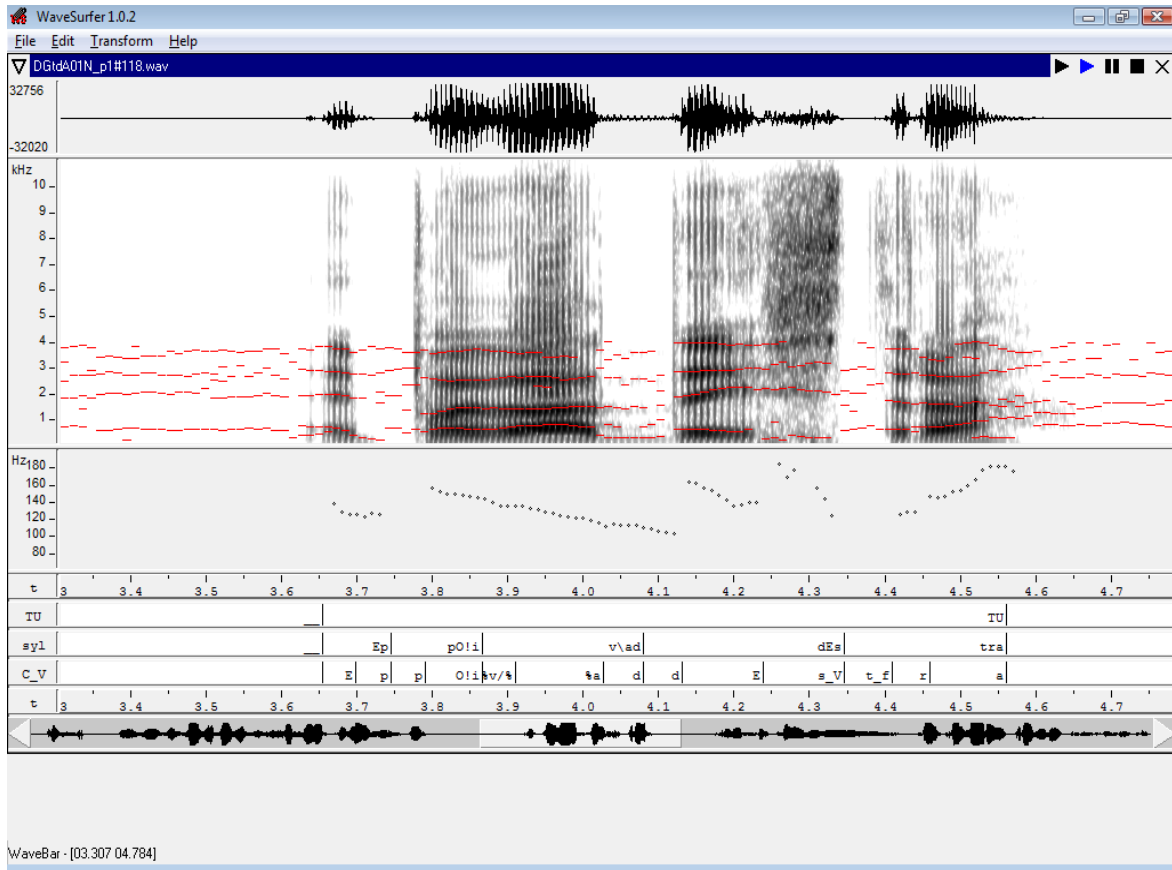 WaveSurfer 1.0.2
File Edit Transform Help
DGtdA01N_p1#118.wav
32756
-32020
kHz
10
9
8
7
6
5
4
3
2
1
Hz
180
160
140
120
100
80
t 3 3.4 3.5 3.6 3.7 3.8 3.9 4.0 4.1 4.2 4.3 4.4 4.5 4.6 4.7
TU __ TU
syl __ Ep pO!i v\ad dEs tra
C_V E p p O!i %v/% %a d d E s_V t_f r a
t 3 3.4 3.5 3.6 3.7 3.8 3.9 4.0 4.1 4.2 4.3 4.4 4.5 4.6 4.7
WaveBar - [03.307 04.784]